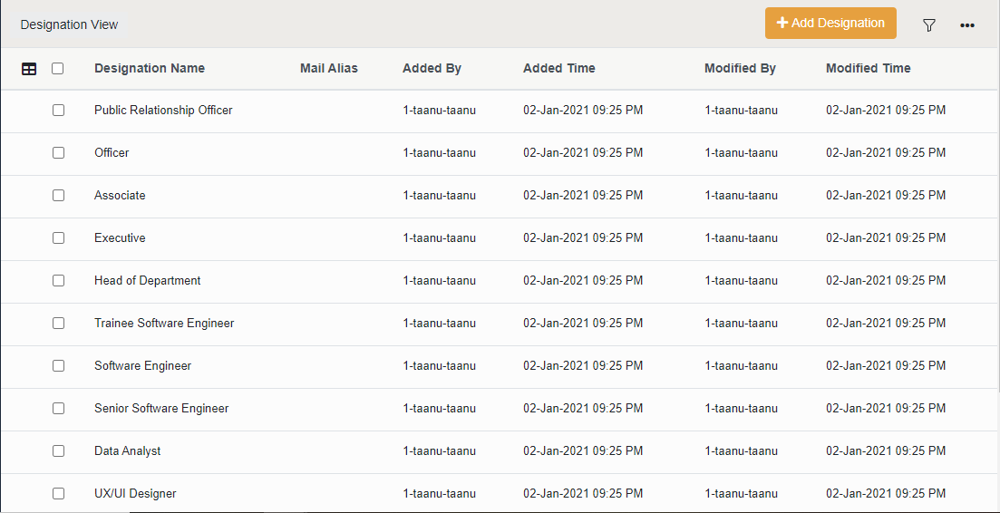 Designation View
Add Designation
Designation Name Mail Alias Added By Added Time Modified By Modified Time
Public Relationship Officer 1-taanu-taanu 02-Jan-2021 09:25 PM 1-taanu-taanu 02-Jan-2021 09:25 PM
Officer 1-taanu-taanu 02-Jan-2021 09:25 PM 1-taanu-taanu 02-Jan-2021 09:25 PM
Associate 1-taanu-taanu 02-Jan-2021 09:25 PM 1-taanu-taanu 02-Jan-2021 09:25 PM
Executive 1-taanu-taanu 02-Jan-2021 09:25 PM 1-taanu-taanu 02-Jan-2021 09:25 PM
Head of Department 1-taanu-taanu 02-Jan-2021 09:25 PM 1-taanu-taanu 02-Jan-2021 09:25 PM
Trainee Software Engineer 1-taanu-taanu 02-Jan-2021 09:25 PM 1-taanu-taanu 02-Jan-2021 09:25 PM
Software Engineer 1-taanu-taanu 02-Jan-2021 09:25 PM 1-taanu-taanu 02-Jan-2021 09:25 PM
Senior Software Engineer 1-taanu-taanu 02-Jan-2021 09:25 PM 1-taanu-taanu 02-Jan-2021 09:25 PM
Data Analyst 1-taanu-taanu 02-Jan-2021 09:25 PM 1-taanu-taanu 02-Jan-2021 09:25 PM
UX/UI Designer 1-taanu-taanu 02-Jan-2021 09:25 PM 1-taanu-taanu 02-Jan-2021 09:25 PM